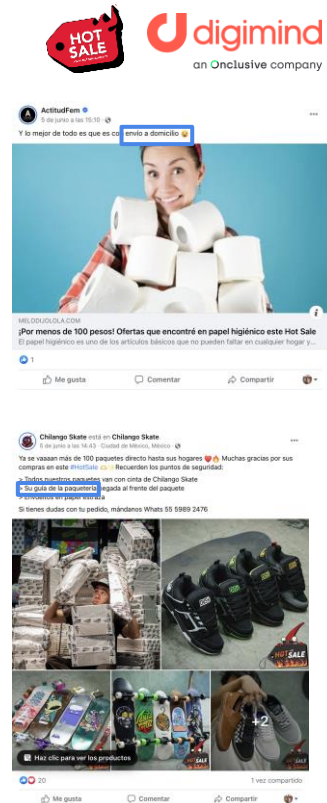 HOT
SALE
digimind
an Onclusive company
ActitudFem
5 de junio a las 15:10
Y lo mejor de todo es que es con envío a domicilio
MELODIJOLOLA.COM
¡Por menos de 100 pesos! Ofertas que encontré en papel higiénico este Hot Sale
El papel higiénico es uno de los artículos básicos que no pueden faltar en cualquier hogar y...
1
Me gusta
Comentar
Compartir
Chilango Skate está en Chilango Skate.
5 de junio a las 14:43 · Ciudad de México, México
Ya se vaaaan más de 100 paquetes directo hasta sus hogares Muchas gracias por sus
compras en este #HotSale Recuerden los puntos de seguridad:
> Todos nuestros paquetes van con cinta de Chilango Skate
> Su guía de la paquetería pegada al frente del paquete
> Envueltos en papel estraza
Si tienes dudas con tu pedido, mándanos Whats 55 5989 2476
HOT SALE
HOT
SALE
+2
Haz clic para ver los productos
20
1 vez compartido
Me gusta
Comentar
Compartir